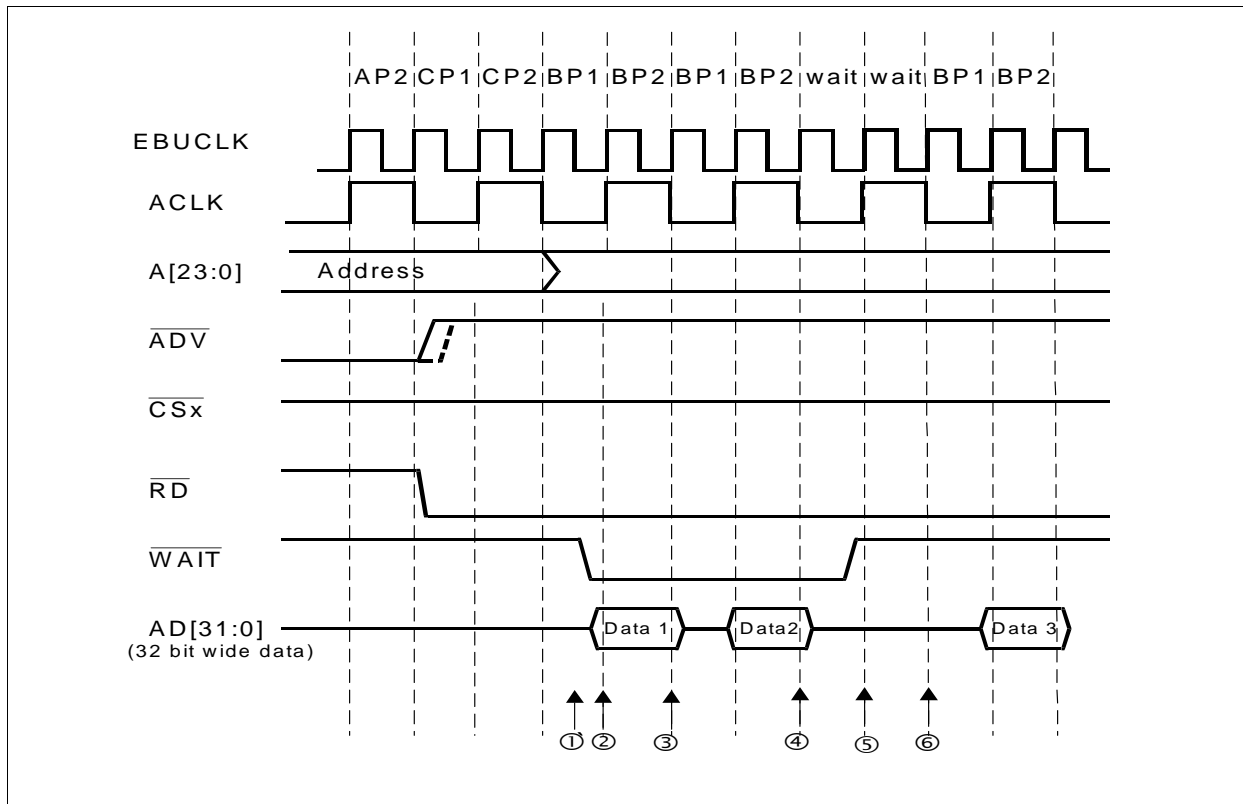 AP2 CP1 CP2 BP1 BP2 BP1 BP2 wait wait BP1 BP2
EBUCLK
ACLK
A[23:0] Address
ADV
CSx
RD
WAIT
AD[31:0] Data 1 Data2 Data 3
(32 bit wide data)
① ② ③ ④ ⑤ ⑥